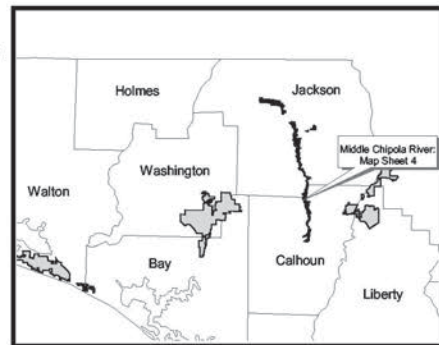 Holmes
Jackson
Middle Chipola River:
Map Sheet 4
Washington
Walton
Bay
Calhoun
Liberty